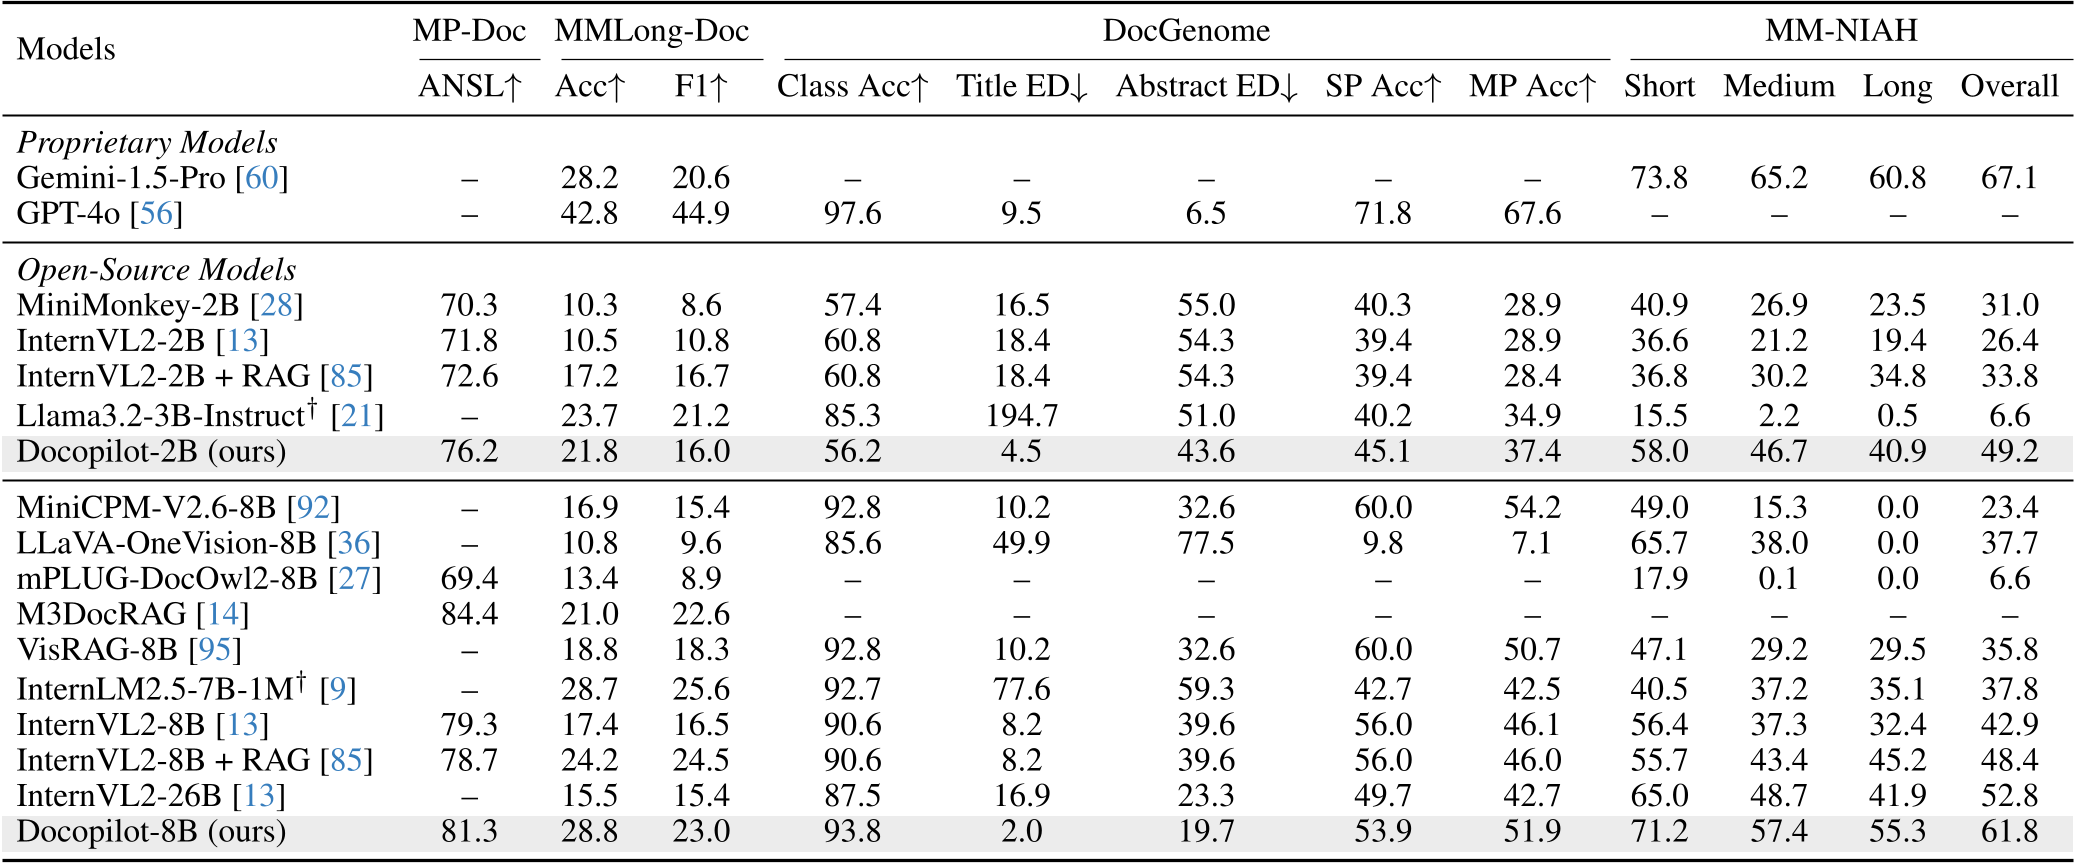 Models MP-Doc MMLong-Doc DocGenome MM-NIAH
ANSL↑ Acc↑ F1↑ Class Acc↑ Title ED↓ Abstract ED↓ SP Acc↑ MP Acc↑ Short Medium Long Overall
Proprietary Models
Gemini-1.5-Pro [60] – 28.2 20.6 – – – – – 73.8 65.2 60.8 67.1
GPT-4o [56] – 42.8 44.9 97.6 9.5 6.5 71.8 67.6 – – – –
Open-Source Models
MiniMonkey-2B [28] 70.3 10.3 8.6 57.4 16.5 55.0 40.3 28.9 40.9 26.9 23.5 31.0
InternVL2-2B [13] 71.8 10.5 10.8 60.8 18.4 54.3 39.4 28.9 36.6 21.2 19.4 26.4
InternVL2-2B + RAG [85] 72.6 17.2 16.7 60.8 18.4 54.3 39.4 28.4 36.8 30.2 34.8 33.8
Llama3.2-3B-Instruct† [21] – 23.7 21.2 85.3 194.7 51.0 40.2 34.9 15.5 2.2 0.5 6.6
Docopilot-2B (ours) 76.2 21.8 16.0 56.2 4.5 43.6 45.1 37.4 58.0 46.7 40.9 49.2
MiniCPM-V2.6-8B [92] – 16.9 15.4 92.8 10.2 32.6 60.0 54.2 49.0 15.3 0.0 23.4
LLaVA-OneVision-8B [36] – 10.8 9.6 85.6 49.9 77.5 9.8 7.1 65.7 38.0 0.0 37.7
mPLUG-DocOwl2-8B [27] 69.4 13.4 8.9 – – – – – 17.9 0.1 0.0 6.6
M3DocRAG [14] 84.4 21.0 22.6 – – – – – – – – –
VisRAG-8B [95] – 18.8 18.3 92.8 10.2 32.6 60.0 50.7 47.1 29.2 29.5 35.8
InternLM2.5-7B-1M† [9] – 28.7 25.6 92.7 77.6 59.3 42.7 42.5 40.5 37.2 35.1 37.8
InternVL2-8B [13] 79.3 17.4 16.5 90.6 8.2 39.6 56.0 46.1 56.4 37.3 32.4 42.9
InternVL2-8B + RAG [85] 78.7 24.2 24.5 90.6 8.2 39.6 56.0 46.0 55.7 43.4 45.2 48.4
InternVL2-26B [13] – 15.5 15.4 87.5 16.9 23.3 49.7 42.7 65.0 48.7 41.9 52.8
Docopilot-8B (ours) 81.3 28.8 23.0 93.8 2.0 19.7 53.9 51.9 71.2 57.4 55.3 61.8